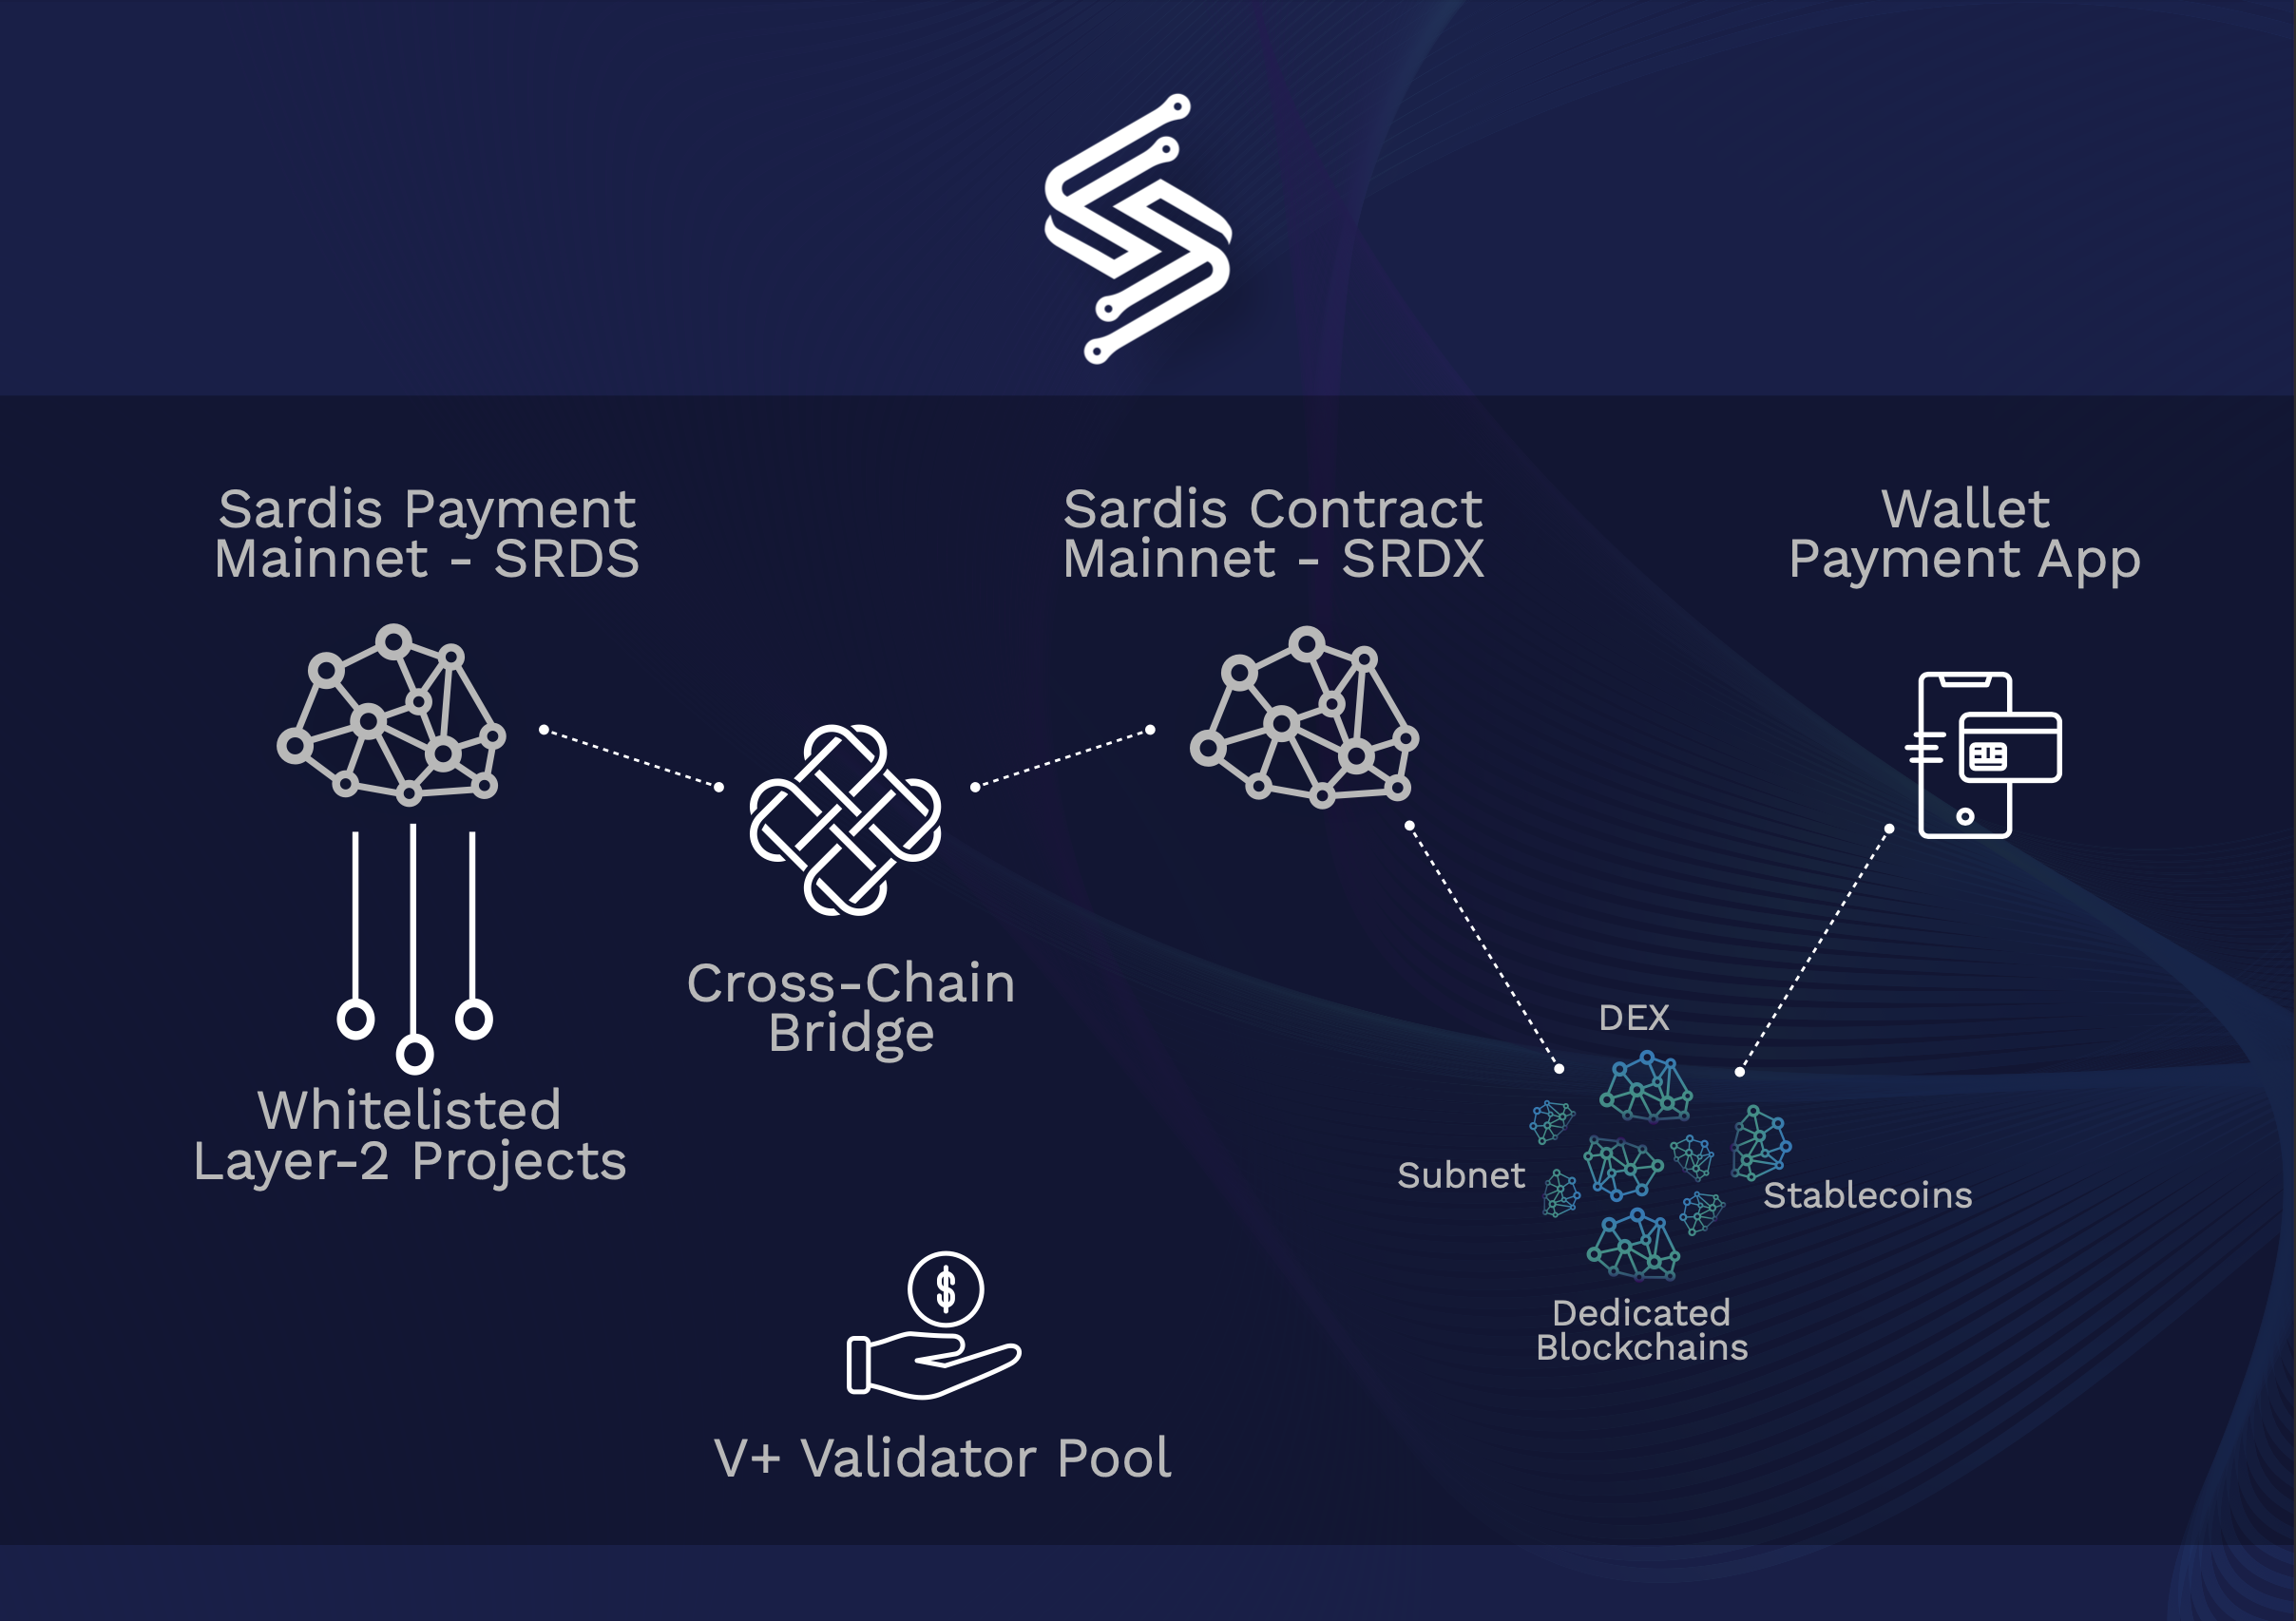 Sardis Payment
Mainnet - SRDS
Sardis Contract
Mainnet - SRDX
Wallet
Payment App
Cross-Chain
Bridge
Whitelisted
Layer-2 Projects
DEX
Subnet
Stablecoins
Dedicated
Blockchains
$
V+ Validator Pool